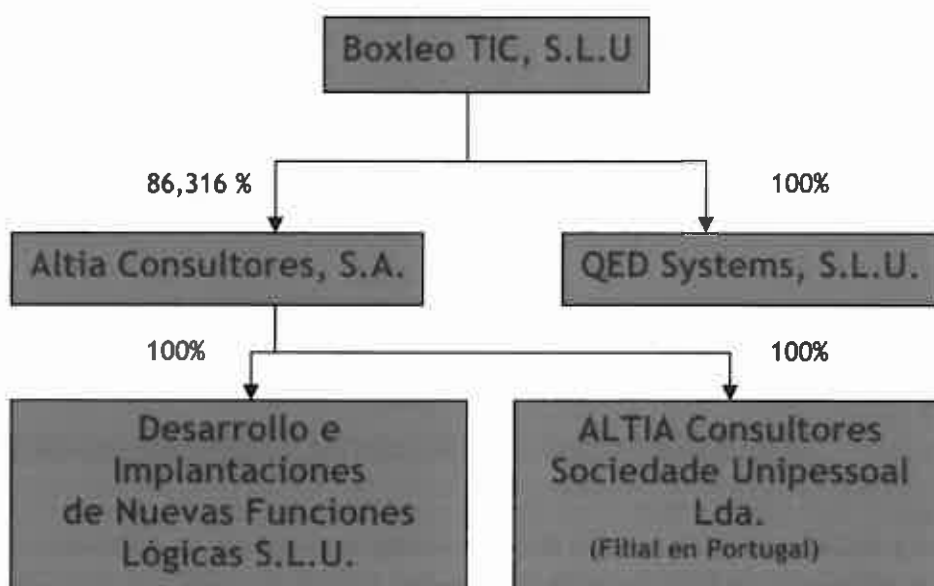 Boxleo TIC, S.L.U
86,316 %
100%
Altia Consultores, S.A.
QED Systems, S.L.U.
100%
100%
Desarrollo e
Implantaciones
de Nuevas Funciones
Lógicas S.L.U.
ALTIA Consultores
Sociedade Unipessoal
Lda.
(Filial en Portugal)